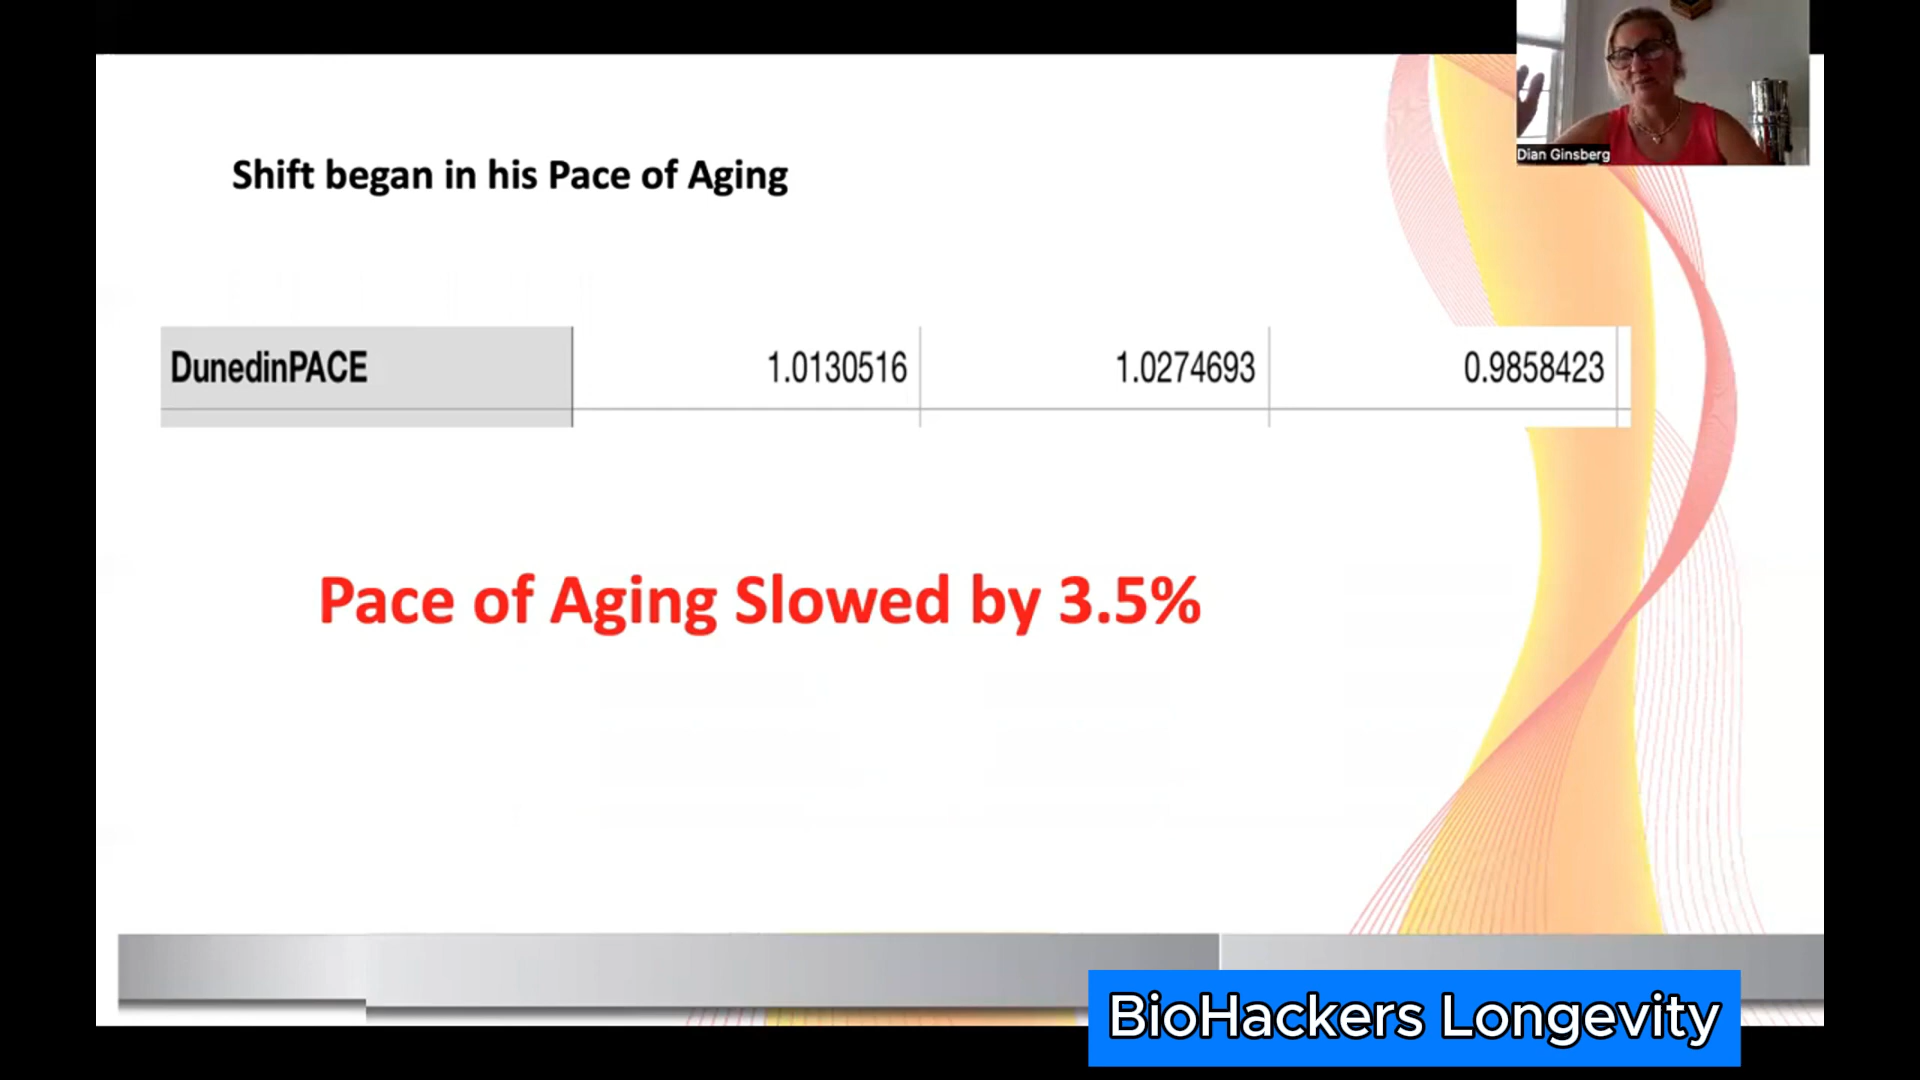 Dian Ginsberg
Shift began in his Pace of Aging
DunedinPACE 1.0130516 1.0274693 0.9858423
Pace of Aging Slowed by 3.5%
BioHackers Longevity